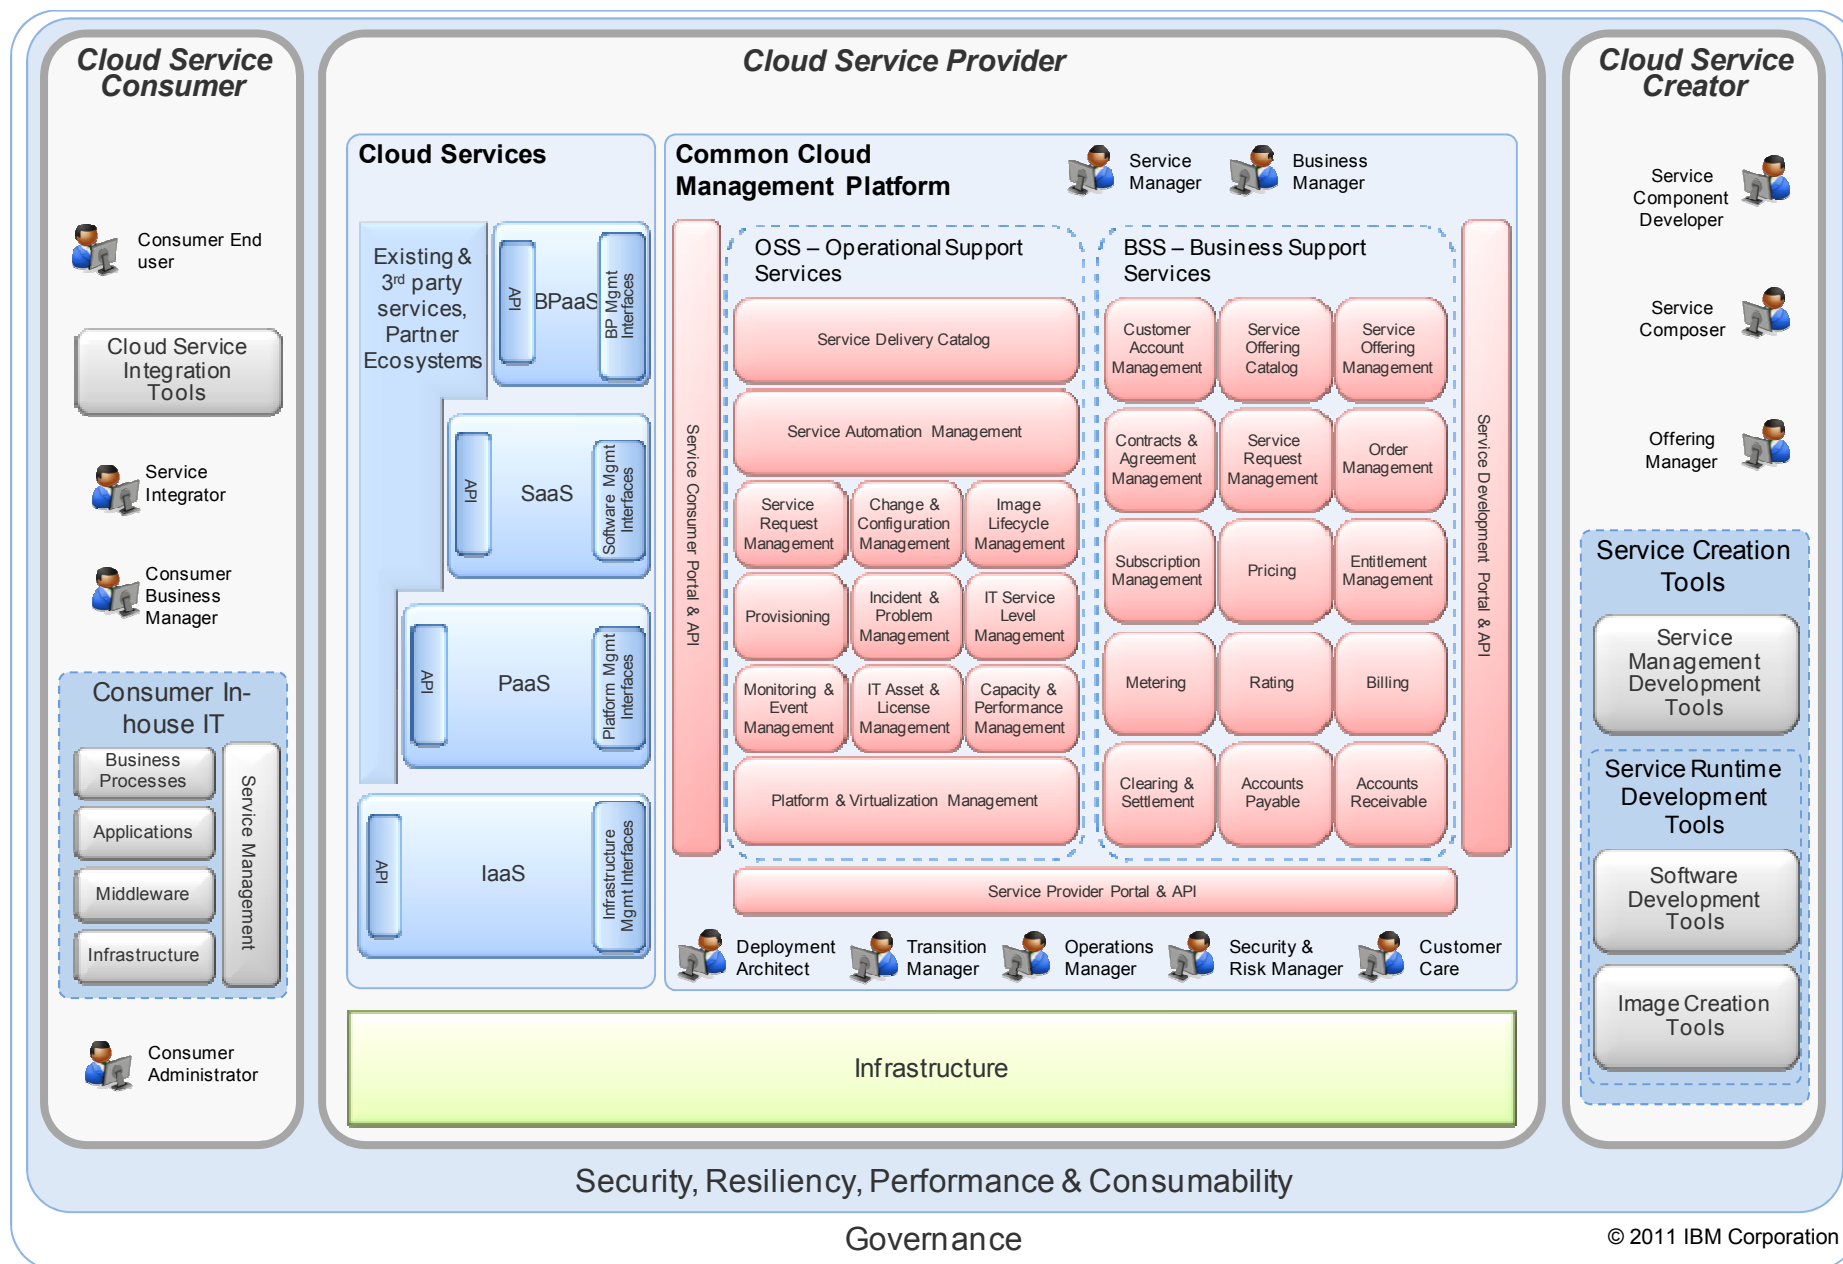 Cloud Service
Consumer
Consumer End
user
Cloud Service
Integration
Tools
Service
Integrator
Consumer
Business
Manager
Consumer In-
house IT
Business
Processes
Applications
Middleware
Infrastructure
Service Management
Consumer
Administrator
Cloud Service Provider
Cloud Services
Existing &
3rd party
services,
Partner
Ecosystems
API
BPaaS
BP Mgmt
Interfaces
API
SaaS
Software Mgmt
Interfaces
API
PaaS
Platform Mgmt
Interfaces
API
IaaS
Infrastructure
Mgmt Interfaces
Common Cloud
Management Platform
Service
Manager
Business
Manager
Service Consumer Portal & API
OSS – Operational Support
Services
Service Delivery Catalog
Service Automation Management
Service
Request
Management
Change &
Configuration
Management
Image
Lifecycle
Management
Provisioning
Incident &
Problem
Management
IT Service
Level
Management
Monitoring &
Event
Management
IT Asset &
License
Management
Capacity &
Performance
Management
Platform & Virtualization Management
BSS – Business Support
Services
Customer
Account
Management
Service
Offering
Catalog
Service
Offering
Management
Contracts &
Agreement
Management
Service
Request
Management
Order
Management
Subscription
Management
Pricing
Entitlement
Management
Metering
Rating
Billing
Clearing &
Settlement
Accounts
Payable
Accounts
Receivable
Service Development Portal & API
Service Provider Portal & API
Deployment
Architect
Transition
Manager
Operations
Manager
Security &
Risk Manager
Customer
Care
Infrastructure
Cloud Service
Creator
Service
Component
Developer
Service
Composer
Offering
Manager
Service Creation
Tools
Service
Management
Development
Tools
Service Runtime
Development
Tools
Software
Development
Tools
Image Creation
Tools
Security, Resiliency, Performance & Consumability
Governance
© 2011 IBM Corporation